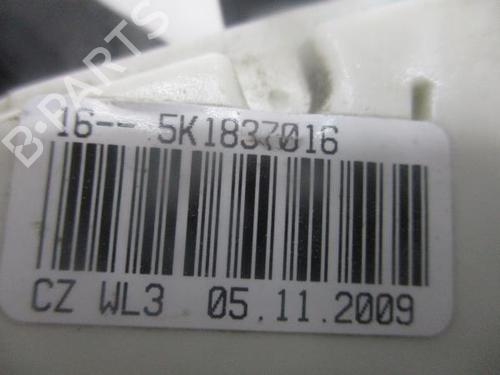 B-PARTS
16-- 5K1837016
CZ WL3 05.11.2009